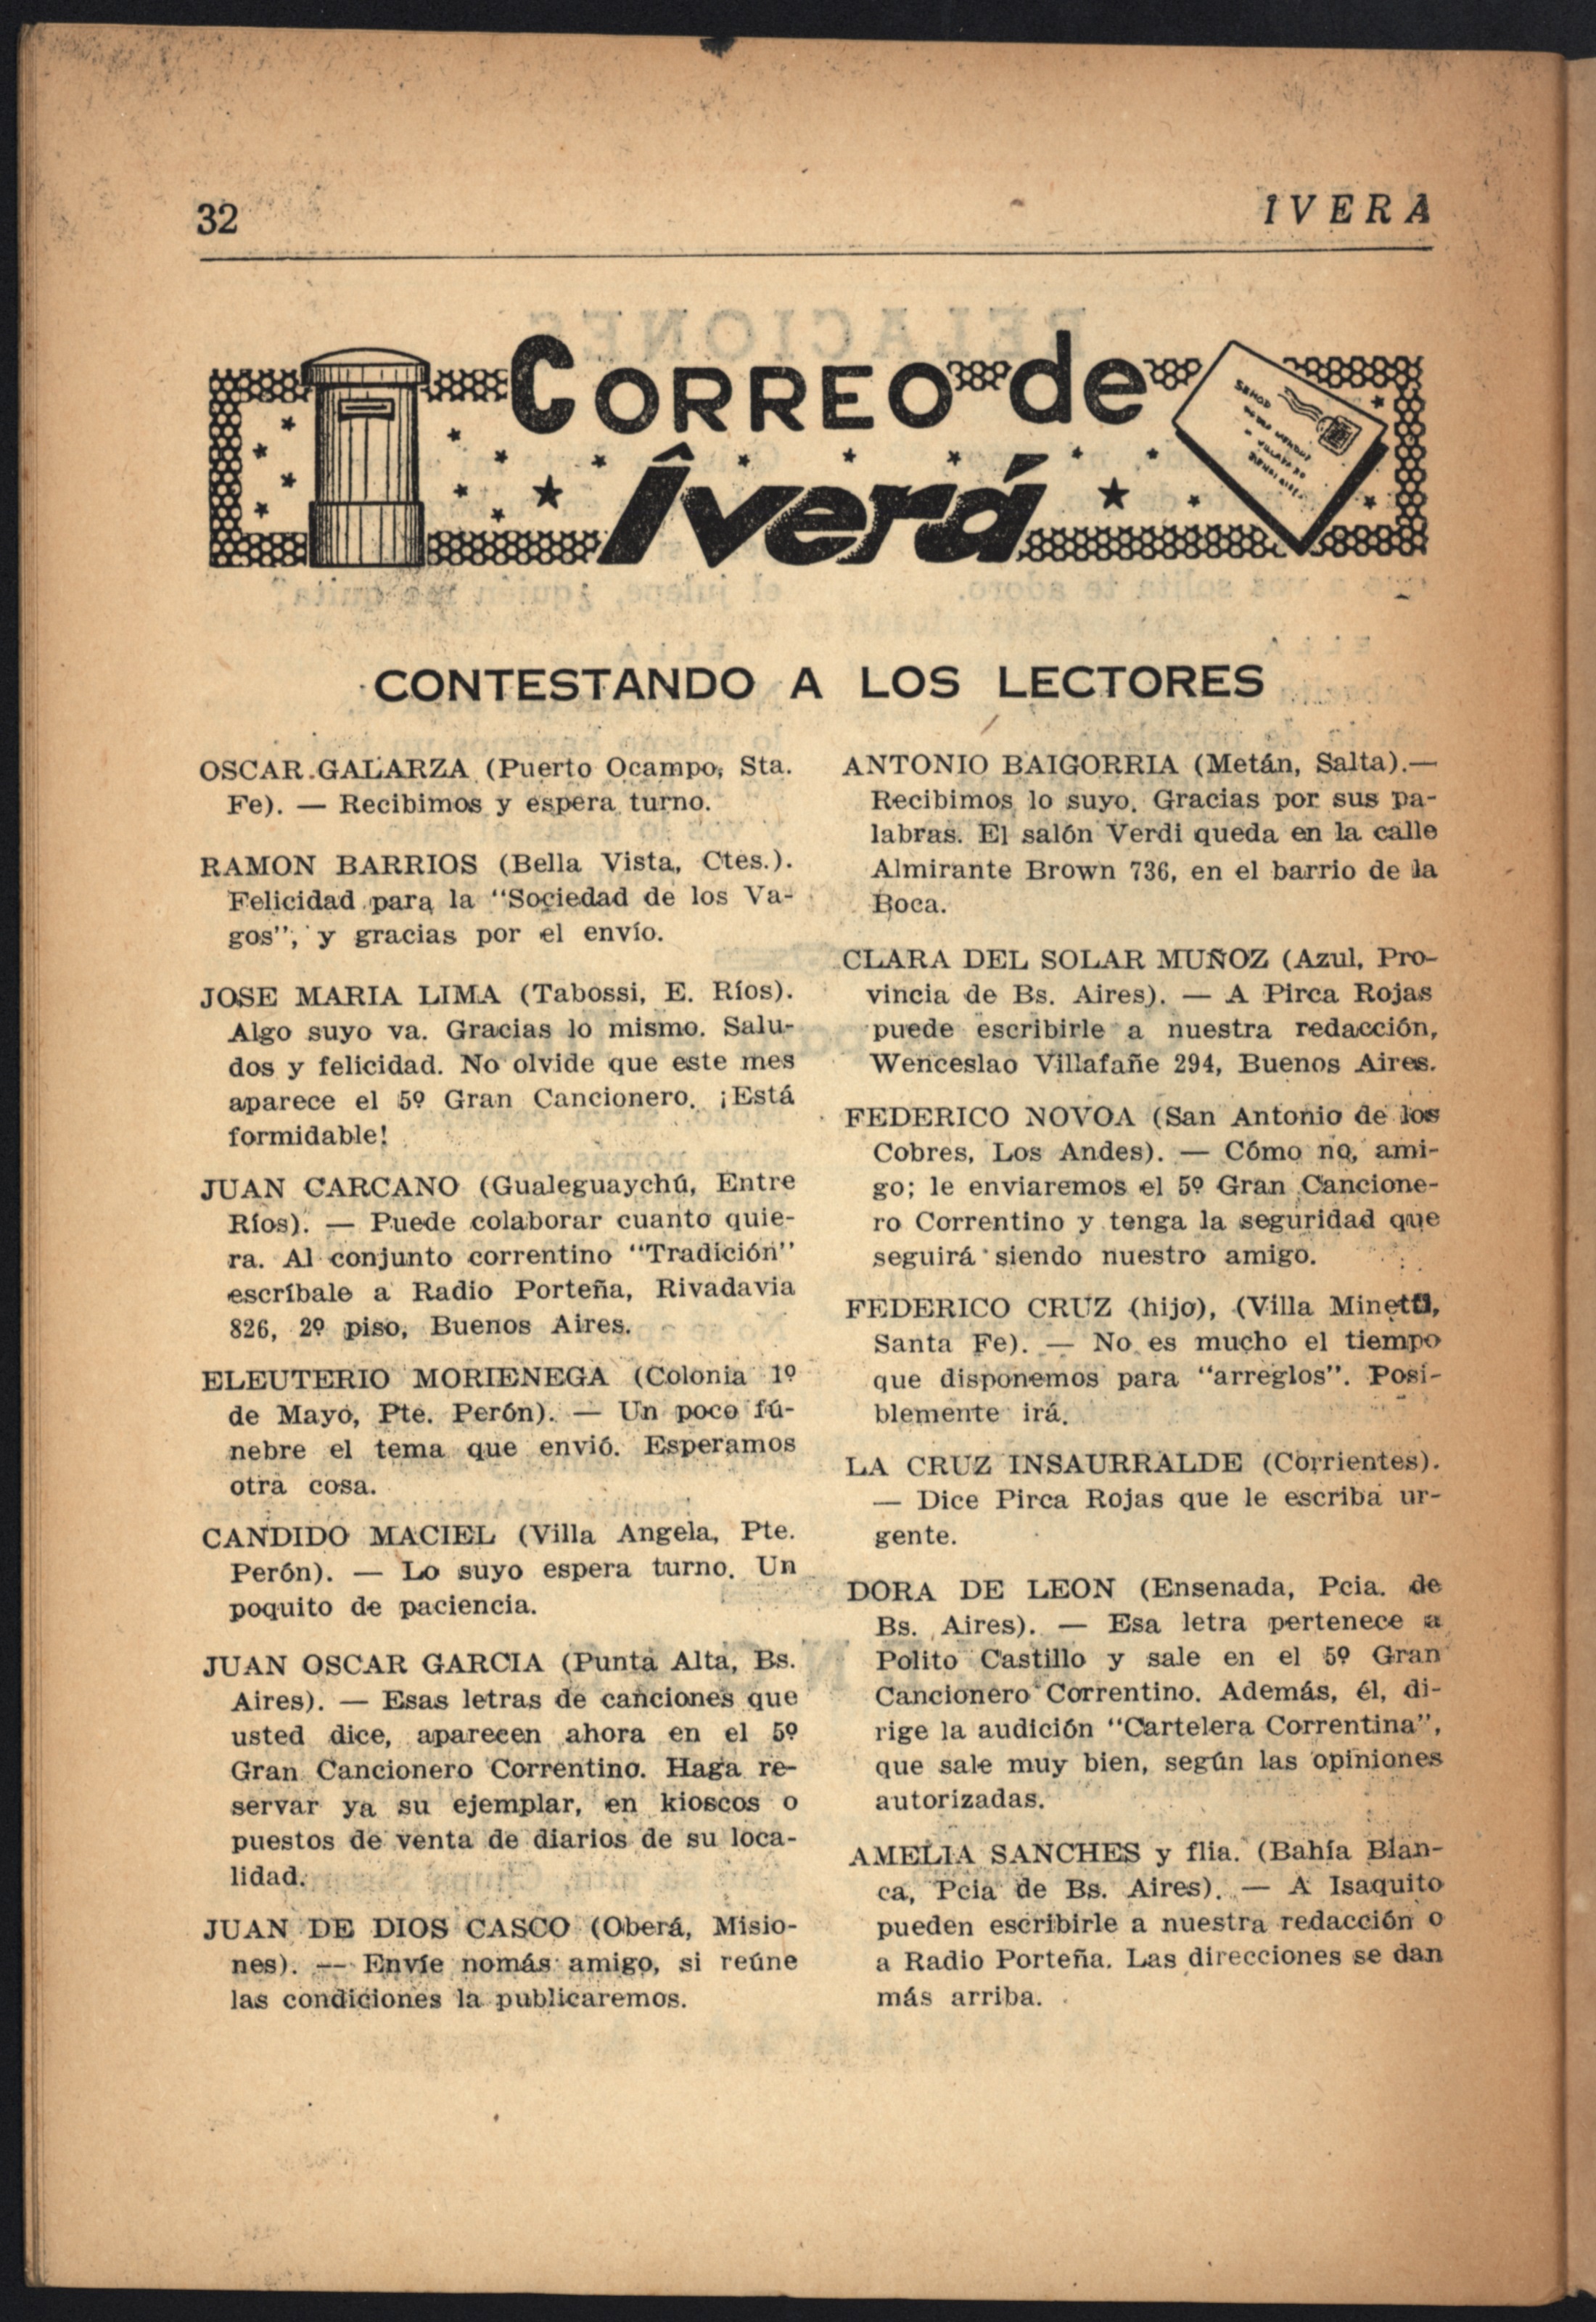 32
IVERA
CORREO de
Îverá
CONTESTANDO A LOS LECTORES
OSCAR GALARZA (Puerto Ocampo, Sta.
Fe). — Recibimos y espera turno.
RAMON BARRIOS (Bella Vista, Ctes.).
Felicidad para la "Sociedad de los Va-
gos", y gracias por el envío.
JOSE MARIA LIMA (Tabossi, E. Ríos).
Algo suyo va. Gracias lo mismo. Salu-
dos y felicidad. No olvide que este mes
aparece el 5º Gran Cancionero. ¡Está
formidable!
JUAN CARCANO (Gualeguaychú, Entre
Ríos). — Puede colaborar cuanto quie-
ra. Al conjunto correntino "Tradición"
escríbale a Radio Porteña, Rivadavia
826, 2º piso, Buenos Aires.
ELEUTERIO MORIENEGA (Colonia 1º
de Mayo, Pte. Perón). — Un poco fú-
nebre el tema que envió. Esperamos
otra cosa.
CANDIDO MACIEL (Villa Angela, Pte.
Perón). — Lo suyo espera turno. Un
poquito de paciencia.
JUAN OSCAR GARCIA (Punta Alta, Bs.
Aires). — Esas letras de canciones que
usted dice, aparecen ahora en el 5º
Gran Cancionero Correntino. Haga re-
servar ya su ejemplar, en kioscos o
puestos de venta de diarios de su loca-
lidad.
JUAN DE DIOS CASCO (Oberá, Misio-
nes). — Envíe nomás amigo, si reúne
las condiciones la publicaremos.
ANTONIO BAIGORRIA (Metán, Salta).—
Recibimos lo suyo. Gracias por sus pa-
labras. El salón Verdi queda en la calle
Almirante Brown 736, en el barrio de la
Boca.
CLARA DEL SOLAR MUÑOZ (Azul, Pro-
vincia de Bs. Aires). — A Pirca Rojas
puede escribirle a nuestra redacción,
Wenceslao Villafañe 294, Buenos Aires.
FEDERICO NOVOA (San Antonio de los
Cobres, Los Andes). — Cómo no, ami-
go; le enviaremos el 5º Gran Cancione-
ro Correntino y tenga la seguridad que
seguirá siendo nuestro amigo.
FEDERICO CRUZ (hijo), (Villa Minetti,
Santa Fe). — No es mucho el tiempo
que disponemos para "arreglos". Posi-
blemente irá.
LA CRUZ INSAURRALDE (Corrientes).
— Dice Pirca Rojas que le escriba ur-
gente.
DORA DE LEON (Ensenada, Pcia. de
Bs. Aires). — Esa letra pertenece a
Polito Castillo y sale en el 5º Gran
Cancionero Correntino. Además, él, di-
rige la audición "Cartelera Correntina",
que sale muy bien, según las opiniones
autorizadas.
AMELIA SANCHES y flia. (Bahía Blan-
ca, Pcia de Bs. Aires). — A Isaquito
pueden escribirle a nuestra redacción o
a Radio Porteña. Las direcciones se dan
más arriba.